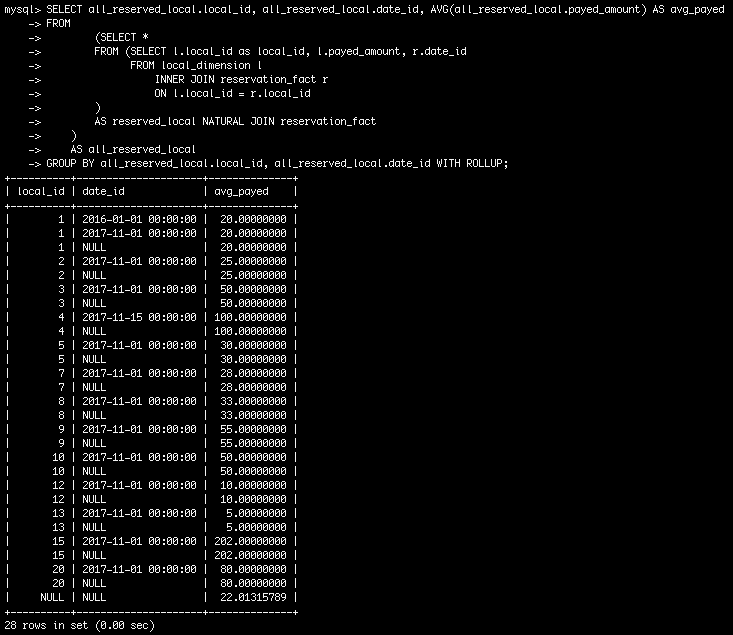 mysql> SELECT all_reserved_local.local_id, all_reserved_local.date_id, AVG(all_reserved_local.payed_amount) AS avg_payed
    -> FROM
    ->         (SELECT *
    ->         FROM (SELECT l.local_id as local_id, l.payed_amount, r.date_id
    ->               FROM local_dimension l
    ->                   INNER JOIN reservation_fact r
    ->                   ON l.local_id = r.local_id
    ->         )
    ->         AS reserved_local NATURAL JOIN reservation_fact
    ->     )
    ->     AS all_reserved_local
    -> GROUP BY all_reserved_local.local_id, all_reserved_local.date_id WITH ROLLUP;
+----------+---------------------+--------------+
| local_id | date_id             | avg_payed    |
+----------+---------------------+--------------+
|        1 | 2016-01-01 00:00:00 |  20.00000000 |
|        1 | 2017-11-01 00:00:00 |  20.00000000 |
|        1 | NULL                |  20.00000000 |
|        2 | 2017-11-01 00:00:00 |  25.00000000 |
|        2 | NULL                |  25.00000000 |
|        3 | 2017-11-01 00:00:00 |  50.00000000 |
|        3 | NULL                |  50.00000000 |
|        4 | 2017-11-15 00:00:00 | 100.00000000 |
|        4 | NULL                | 100.00000000 |
|        5 | 2017-11-01 00:00:00 |  30.00000000 |
|        5 | NULL                |  30.00000000 |
|        7 | 2017-11-01 00:00:00 |  28.00000000 |
|        7 | NULL                |  28.00000000 |
|        8 | 2017-11-01 00:00:00 |  33.00000000 |
|        8 | NULL                |  33.00000000 |
|        9 | 2017-11-01 00:00:00 |  55.00000000 |
|        9 | NULL                |  55.00000000 |
|       10 | 2017-11-01 00:00:00 |  50.00000000 |
|       10 | NULL                |  50.00000000 |
|       12 | 2017-11-01 00:00:00 |  10.00000000 |
|       12 | NULL                |  10.00000000 |
|       13 | 2017-11-01 00:00:00 |   5.00000000 |
|       13 | NULL                |   5.00000000 |
|       15 | 2017-11-01 00:00:00 | 202.00000000 |
|       15 | NULL                | 202.00000000 |
|       20 | 2017-11-01 00:00:00 |  80.00000000 |
|       20 | NULL                |  80.00000000 |
|     NULL | NULL                |  22.01315789 |
+----------+---------------------+--------------+
28 rows in set (0.00 sec)